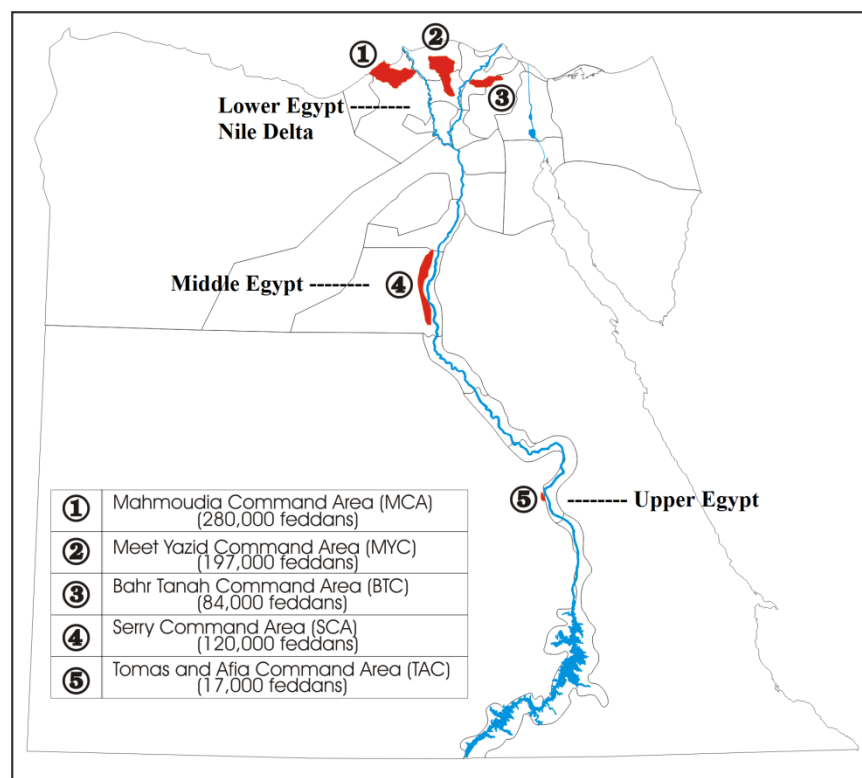 ①
②
③
Lower Egypt
Nile Delta
Middle Egypt
④
⑤
Upper Egypt
① Mahmoudia Command Area (MCA)
(280,000 feddans)
② Meet Yazid Command Area (MYC)
(197,000 feddans)
③ Bahr Tanah Command Area (BTC)
(84,000 feddans)
④ Serry Command Area (SCA)
(120,000 feddans)
⑤ Tomas and Afia Command Area (TAC)
(17,000 feddans)